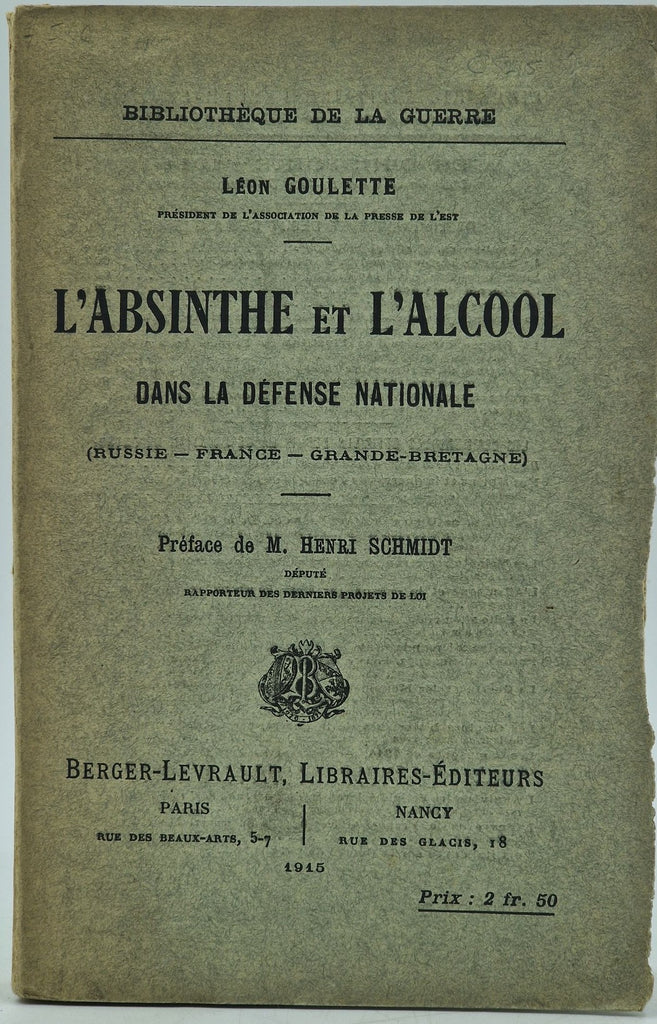 BIBLIOTHÈQUE DE LA GUERRE
LÉON GOULETTE
PRÉSIDENT DE L'ASSOCIATION DE LA PRESSE DE L'EST
L'ABSINTHE ET L'ALCOOL
DANS LA DÉFENSE NATIONALE
(RUSSIE — FRANCE — GRANDE-BRETAGNE)
Préface de M. HENRI SCHMIDT
DÉPUTÉ
RAPPORTEUR DES DERNIERS PROJETS DE LOI
BERGER-LEVRAULT, LIBRAIRES-ÉDITEURS
PARIS
RUE DES BEAUX-ARTS, 5-7
NANCY
RUE DES GLACIS, 18
1915
Prix : 2 fr. 50